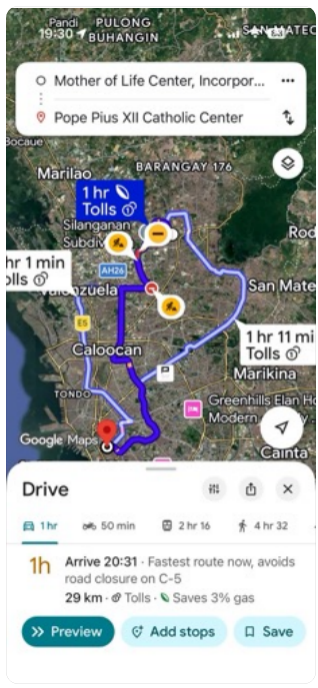 Pandi
PULONG
BUHANGIN
19:30
SAN MATEO
Mother of Life Center, Incorpor...
Pope Pius XII Catholic Center
Bocaue
Marilao
BARANGAY 176
1 hr
Tolls
Silanganan
Subdiv
Rod
hr 1 min
olls
AH26
Valenzuela
San Mate
E5
1 hr 11 mi
Tolls
Caloocan
Marikina
TONDO
Greenhills Elan Ho
Modern
Google Maps
Cainta
Drive
1 hr
50 min
2 hr 16
4 hr 32
1h
Arrive 20:31 · Fastest route now, avoids
road closure on C-5
29 km · Tolls · Saves 3% gas
Preview
Add stops
Save